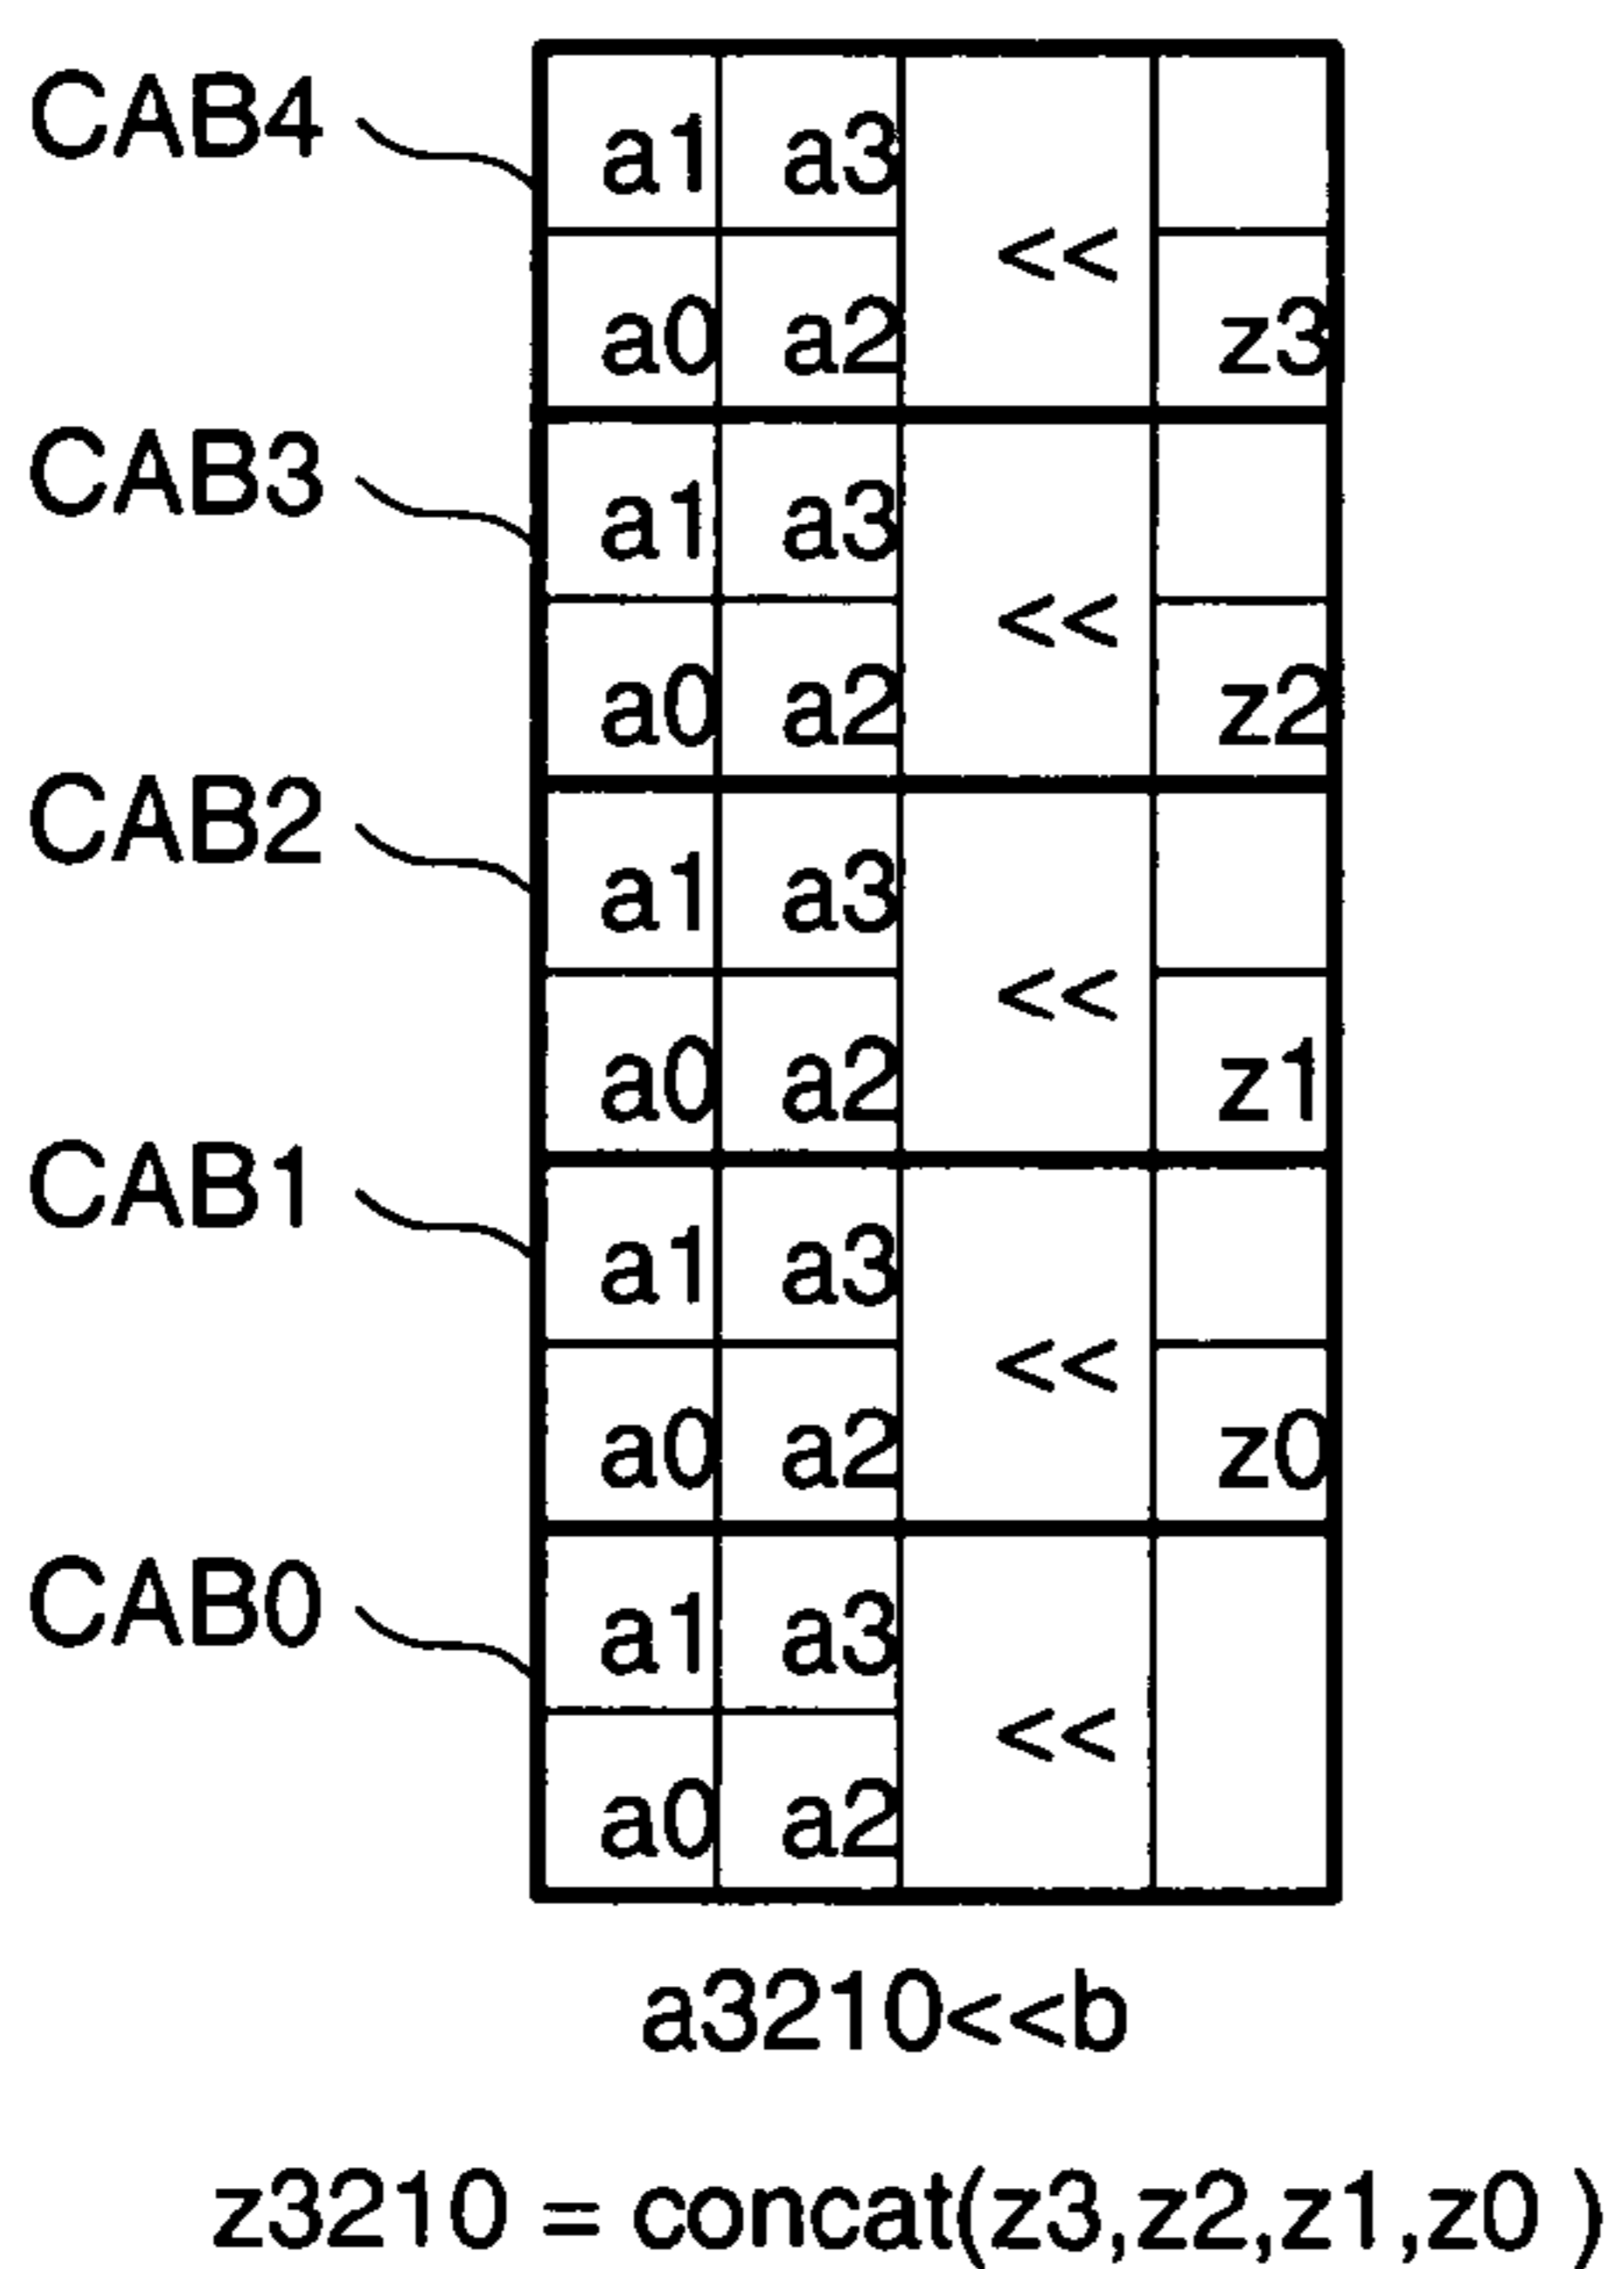 CAB4
a1 a3
<<
a0 a2 z3
CAB3
a1 a3
<<
a0 a2 z2
CAB2
a1 a3
<<
a0 a2 z1
CAB1
a1 a3
<<
a0 a2 z0
CAB0
a1 a3
<<
a0 a2
a3210<<b
z3210 = concat(z3,z2,z1,z0 )